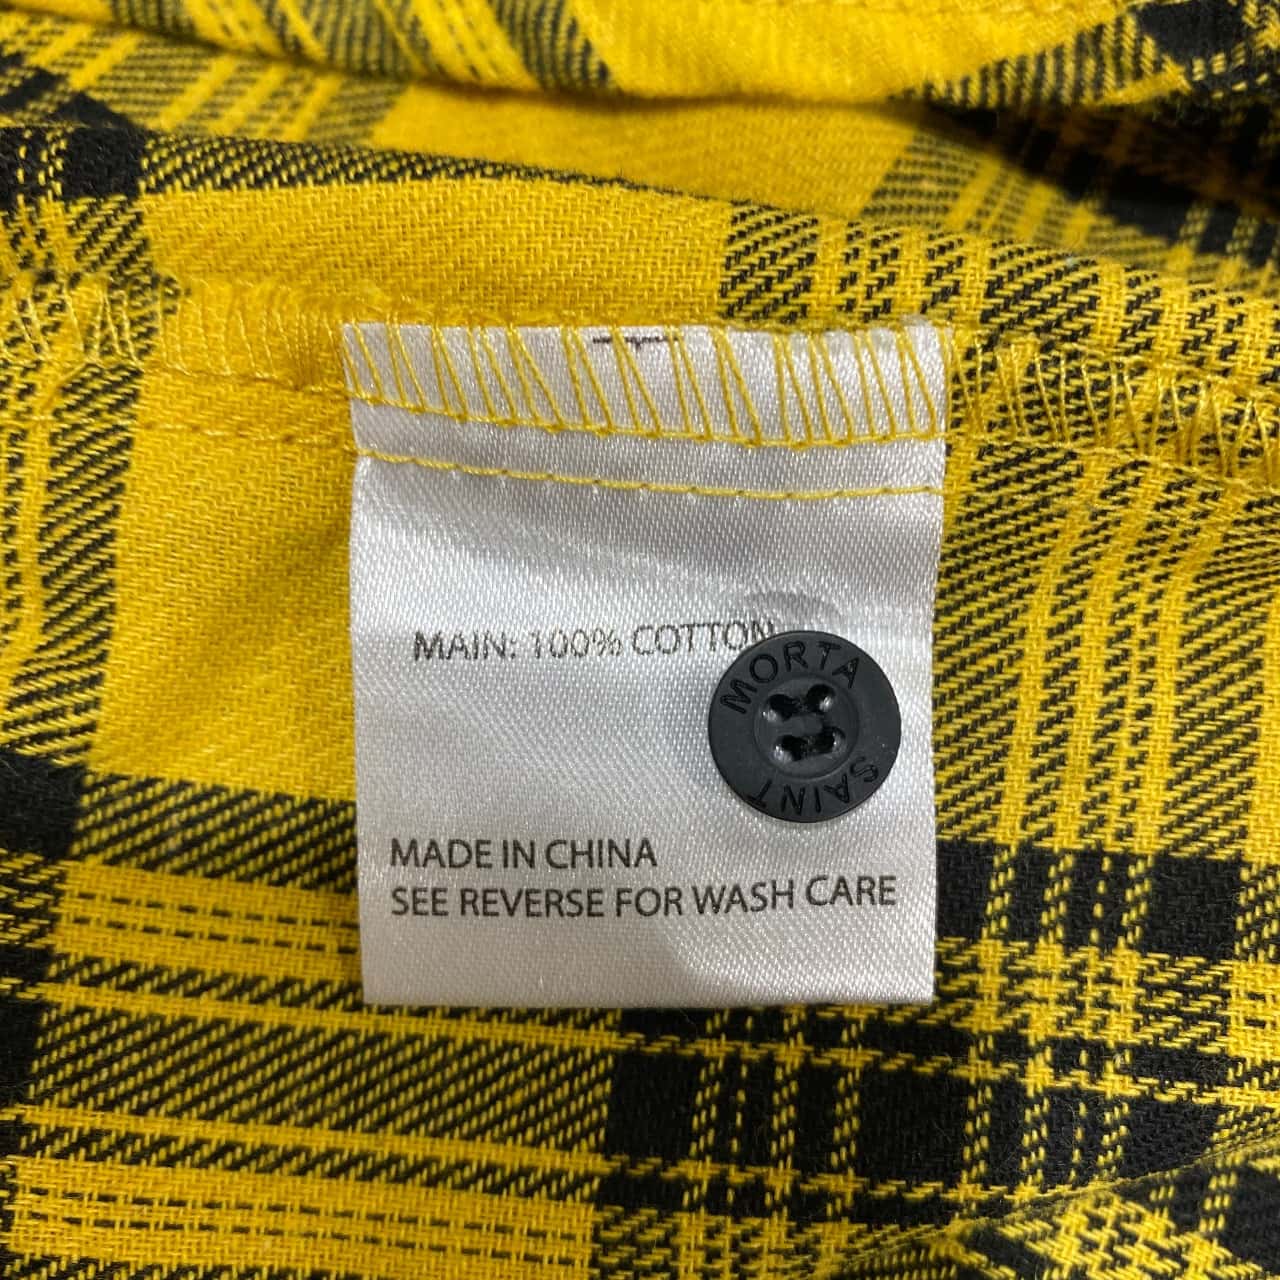 MAIN: 100% COTTON
MORTA
SAINT
MADE IN CHINA
SEE REVERSE FOR WASH CARE